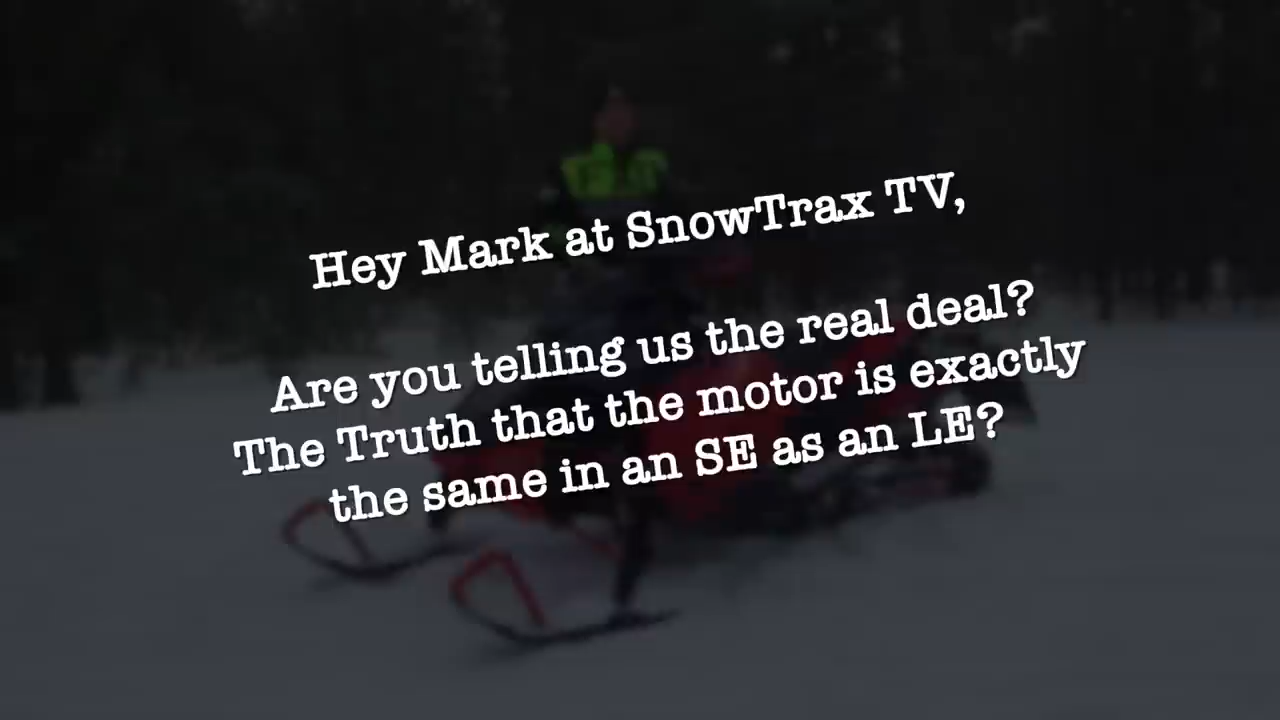 Hey Mark at SnowTrax TV,
Are you telling us the real deal?
The Truth that the motor is exactly
the same in an SE as an LE?